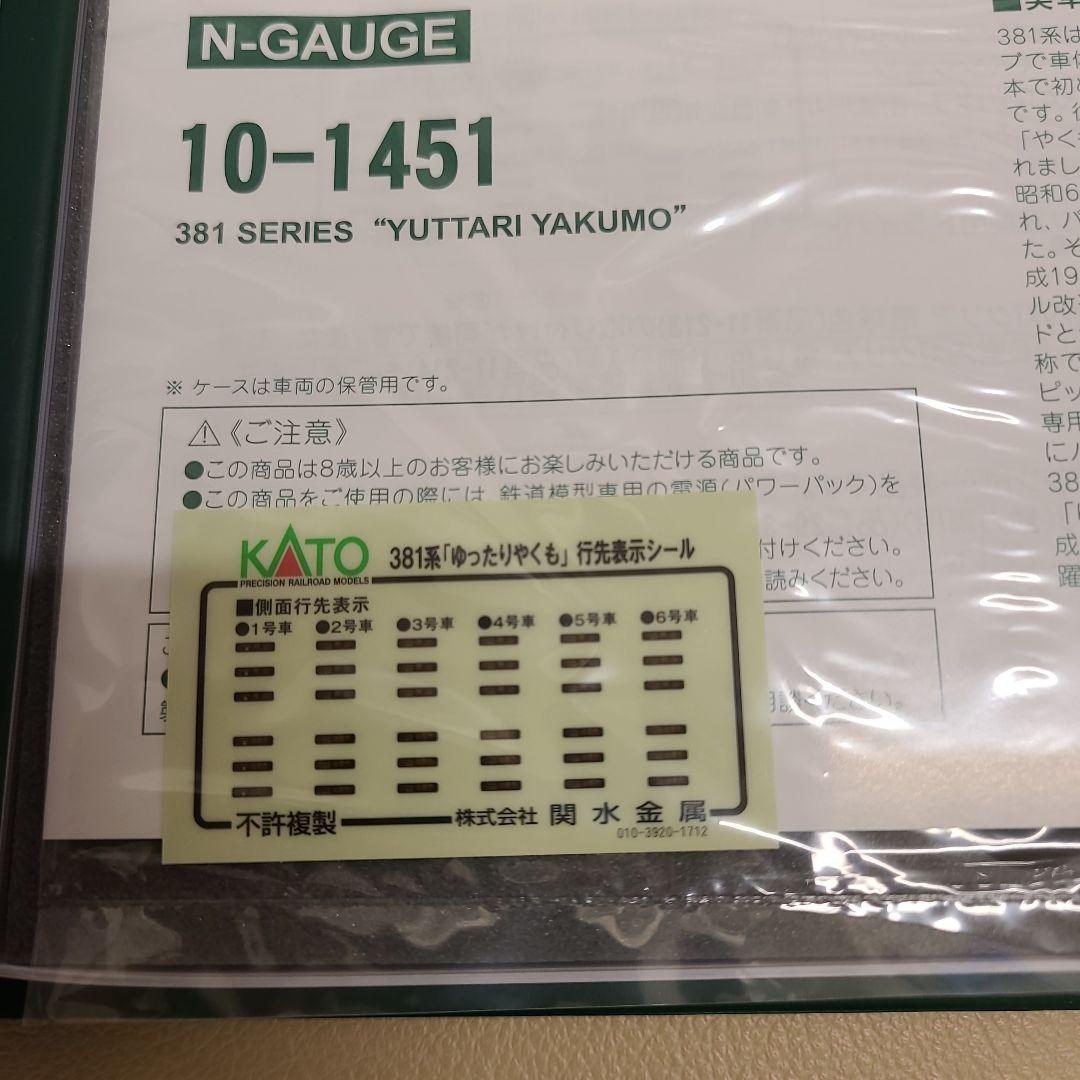 N-GAUGE
10-1451
381 SERIES “YUTTARI YAKUMO”
※ ケースは車両の保管用です。
⚠《ご注意》
●この商品は8歳以上のお客様にお楽しみいただける商品です。
●この商品をご使用の際には、鉄道模型専用の電源(パワーパック)を
付けください。
読みください。
ください。
KATO
PRECISION RAILROAD MODELS
381系「ゆったりやくも」行先表示シール
■側面行先表示
●1号車 ●2号車 ●3号車 ●4号車 ●5号車 ●6号車
不許複製
株式会社 関水金属
010-3920-1712
381系は
ブで車体
本で初め
です。
「やく
れまし
昭和6
れ、パ
た。そ
成19
ル改
ドと
称で
ピッ
専用
に
38
成
躍